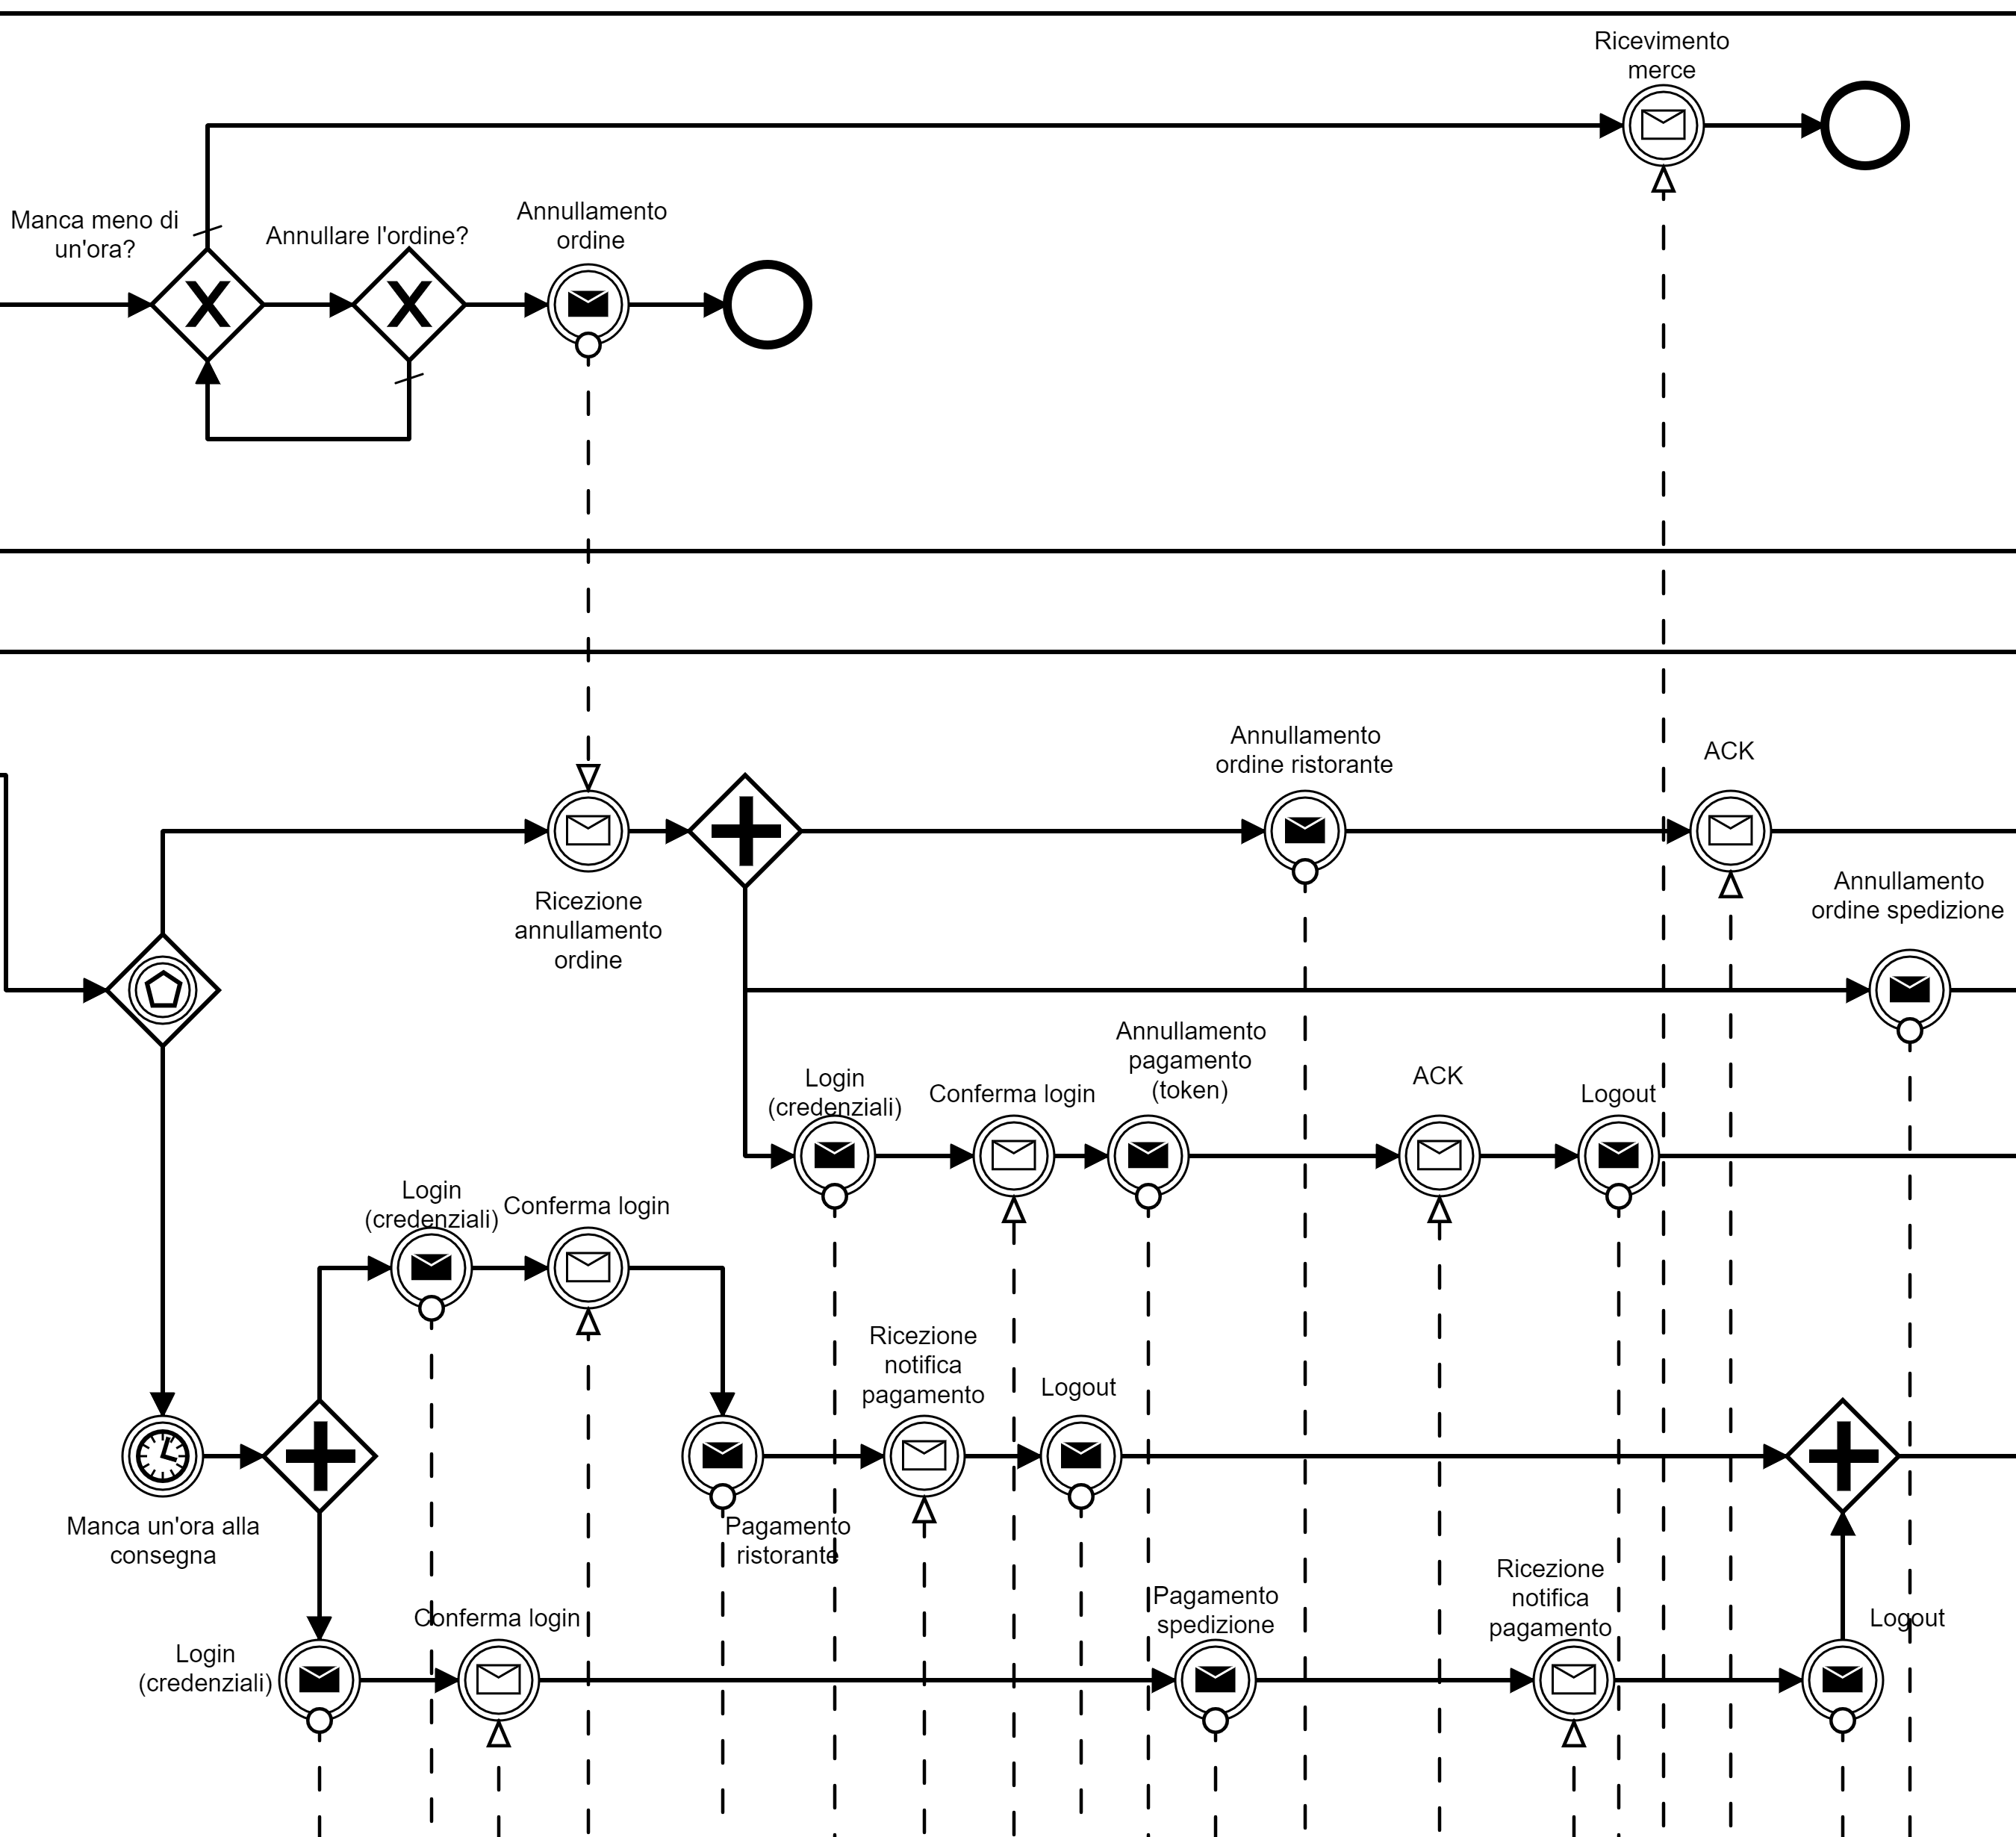 Ricevimento
merce
Manca meno di
un'ora?
Annullare l'ordine?
Annullamento
ordine
Annullamento
ordine ristorante
ACK
Ricezione
annullamento
ordine
Annullamento
ordine spedizione
Login
(credenziali)
Conferma login
Annullamento
pagamento
(token)
ACK
Logout
Login
(credenziali)
Conferma login
Ricezione
notifica
pagamento
Logout
Manca un'ora alla
consegna
Pagamento
ristorante
Login
(credenziali)
Conferma login
Pagamento
spedizione
Ricezione
notifica
pagamento
Logout